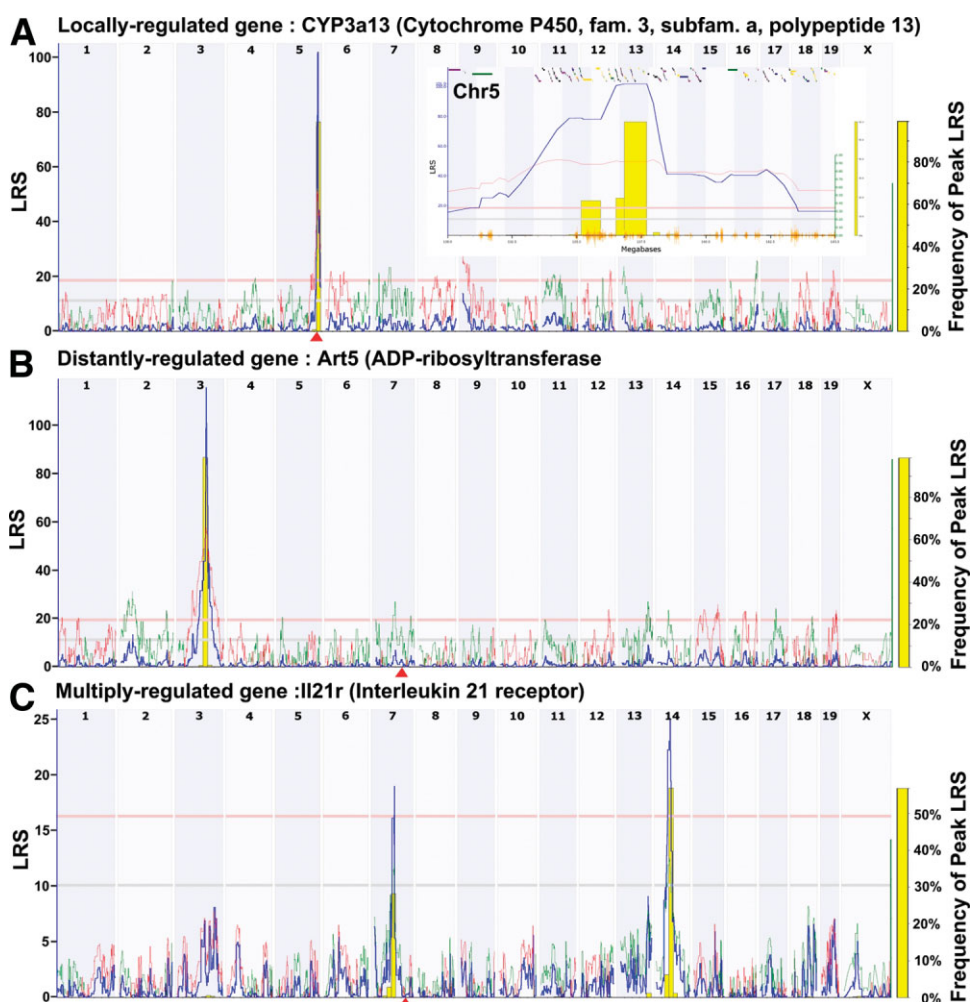 A Locally-regulated gene : CYP3a13 (Cytochrome P450, fam. 3, subfam. a, polypeptide 13)
1 2 3 4 5 6 7 8 9 10 11 12 13 14 15 16 17 18 19 X
100
80
60
40
20
0
LRS
Chr5
LRS
Megabases
80%
60%
40%
20%
0%
Frequency of Peak LRS
B Distantly-regulated gene : Art5 (ADP-ribosyltransferase
1 2 3 4 5 6 7 8 9 10 11 12 13 14 15 16 17 18 19 X
100
80
60
40
20
0
LRS
80%
60%
40%
20%
0%
Frequency of Peak LRS
C Multiply-regulated gene :Il21r (Interleukin 21 receptor)
1 2 3 4 5 6 7 8 9 10 11 12 13 14 15 16 17 18 19 X
25
20
15
10
5
0
LRS
50%
40%
30%
20%
10%
0%
Frequency of Peak LRS